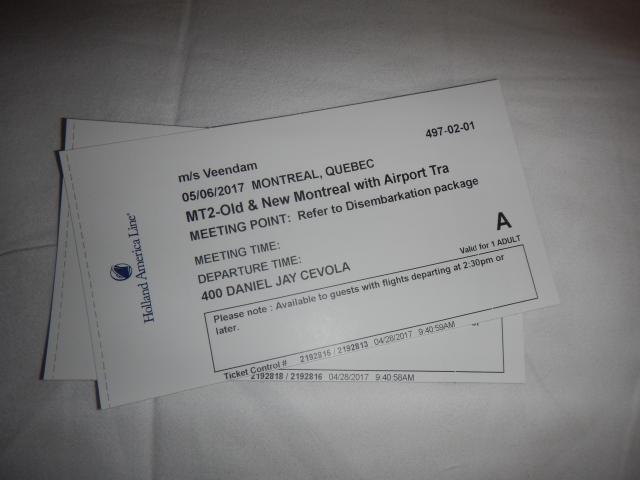 497-02-01
m/s Veendam
05/06/2017 MONTREAL, QUEBEC
MT2-Old & New Montreal with Airport Tra
MEETING POINT: Refer to Disembarkation package
MEETING TIME:
DEPARTURE TIME:
400 DANIEL JAY CEVOLA
A
Valid for 1 ADULT
Please note : Available to guests with flights departing at 2:30pm or
later.
Ticket Control # 2192815 / 2192813 04/28/2017 9:40:59AM
2192818 / 2192816 04/28/2017 9:40:58AM
Holland America Line®